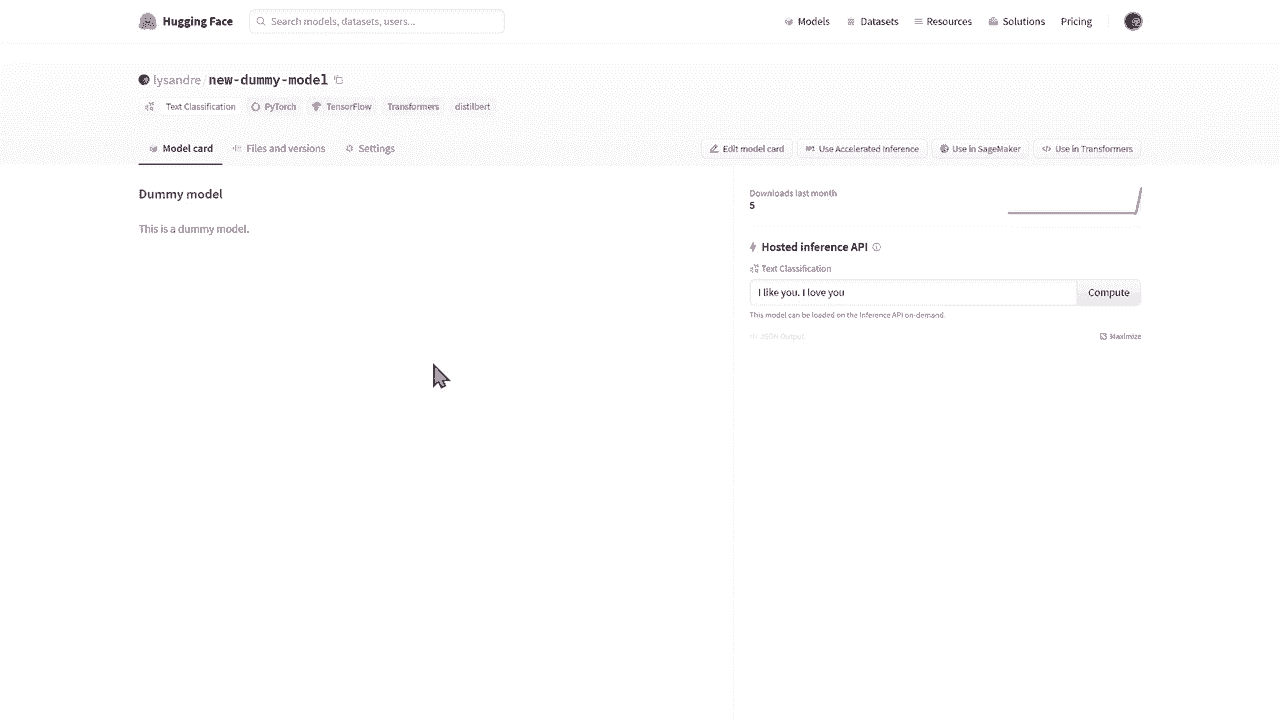 Hugging Face
Search models, datasets, users...
Models
Datasets
Resources
Solutions
Pricing
lysandre / new-dummy-model
Text Classification
PyTorch
TensorFlow
Transformers
distilbert
Model card
Files and versions
Settings
Edit model card
Use Accelerated Inference
Use in SageMaker
</> Use in Transformers
Dummy model
This is a dummy model.
Downloads last month
5
Hosted inference API
Text Classification
I like you. I love you
Compute
This model can be loaded on the Inference API on-demand.
JSON Output
Maximize